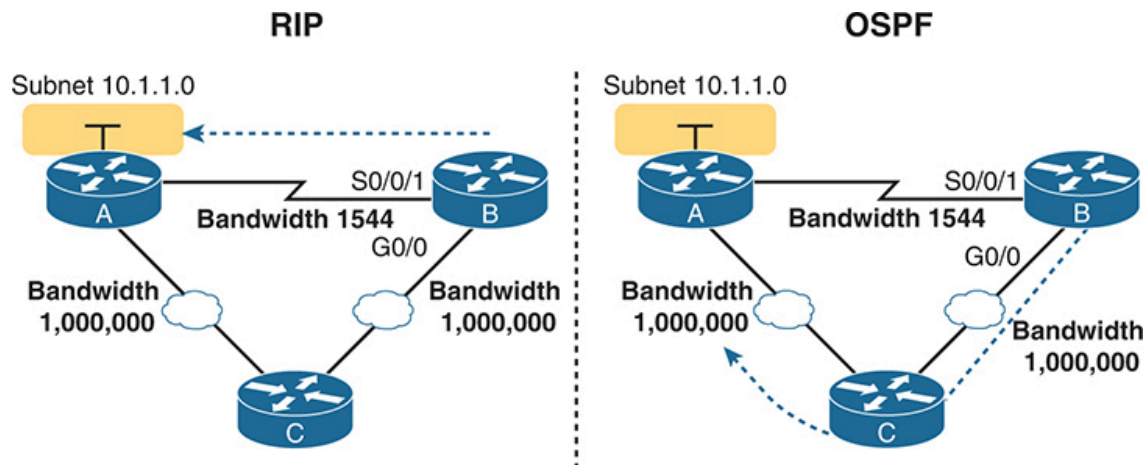 RIP
Subnet 10.1.1.0
A
S0/0/1
B
Bandwidth 1544
G0/0
Bandwidth
1,000,000
Bandwidth
1,000,000
C
OSPF
Subnet 10.1.1.0
A
S0/0/1
B
Bandwidth 1544
G0/0
Bandwidth
1,000,000
Bandwidth
1,000,000
C